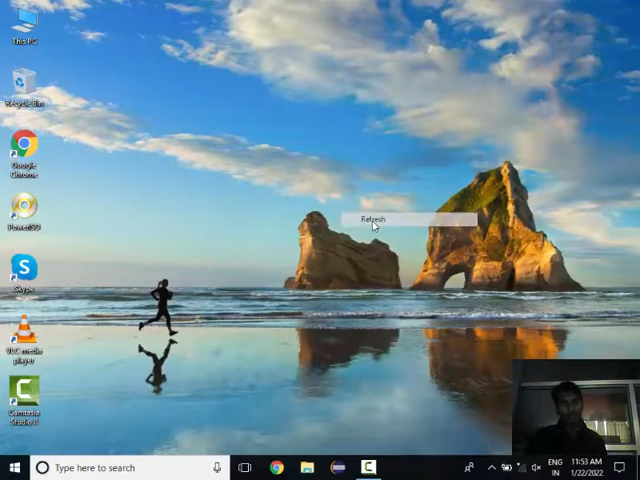 This PC
Recycle Bin
Google
Chrome
PowerISO
Skype
VLC media
player
Camtasia
Studio 8
Refresh
Type here to search
ENG
IN
11:53 AM
1/22/2022